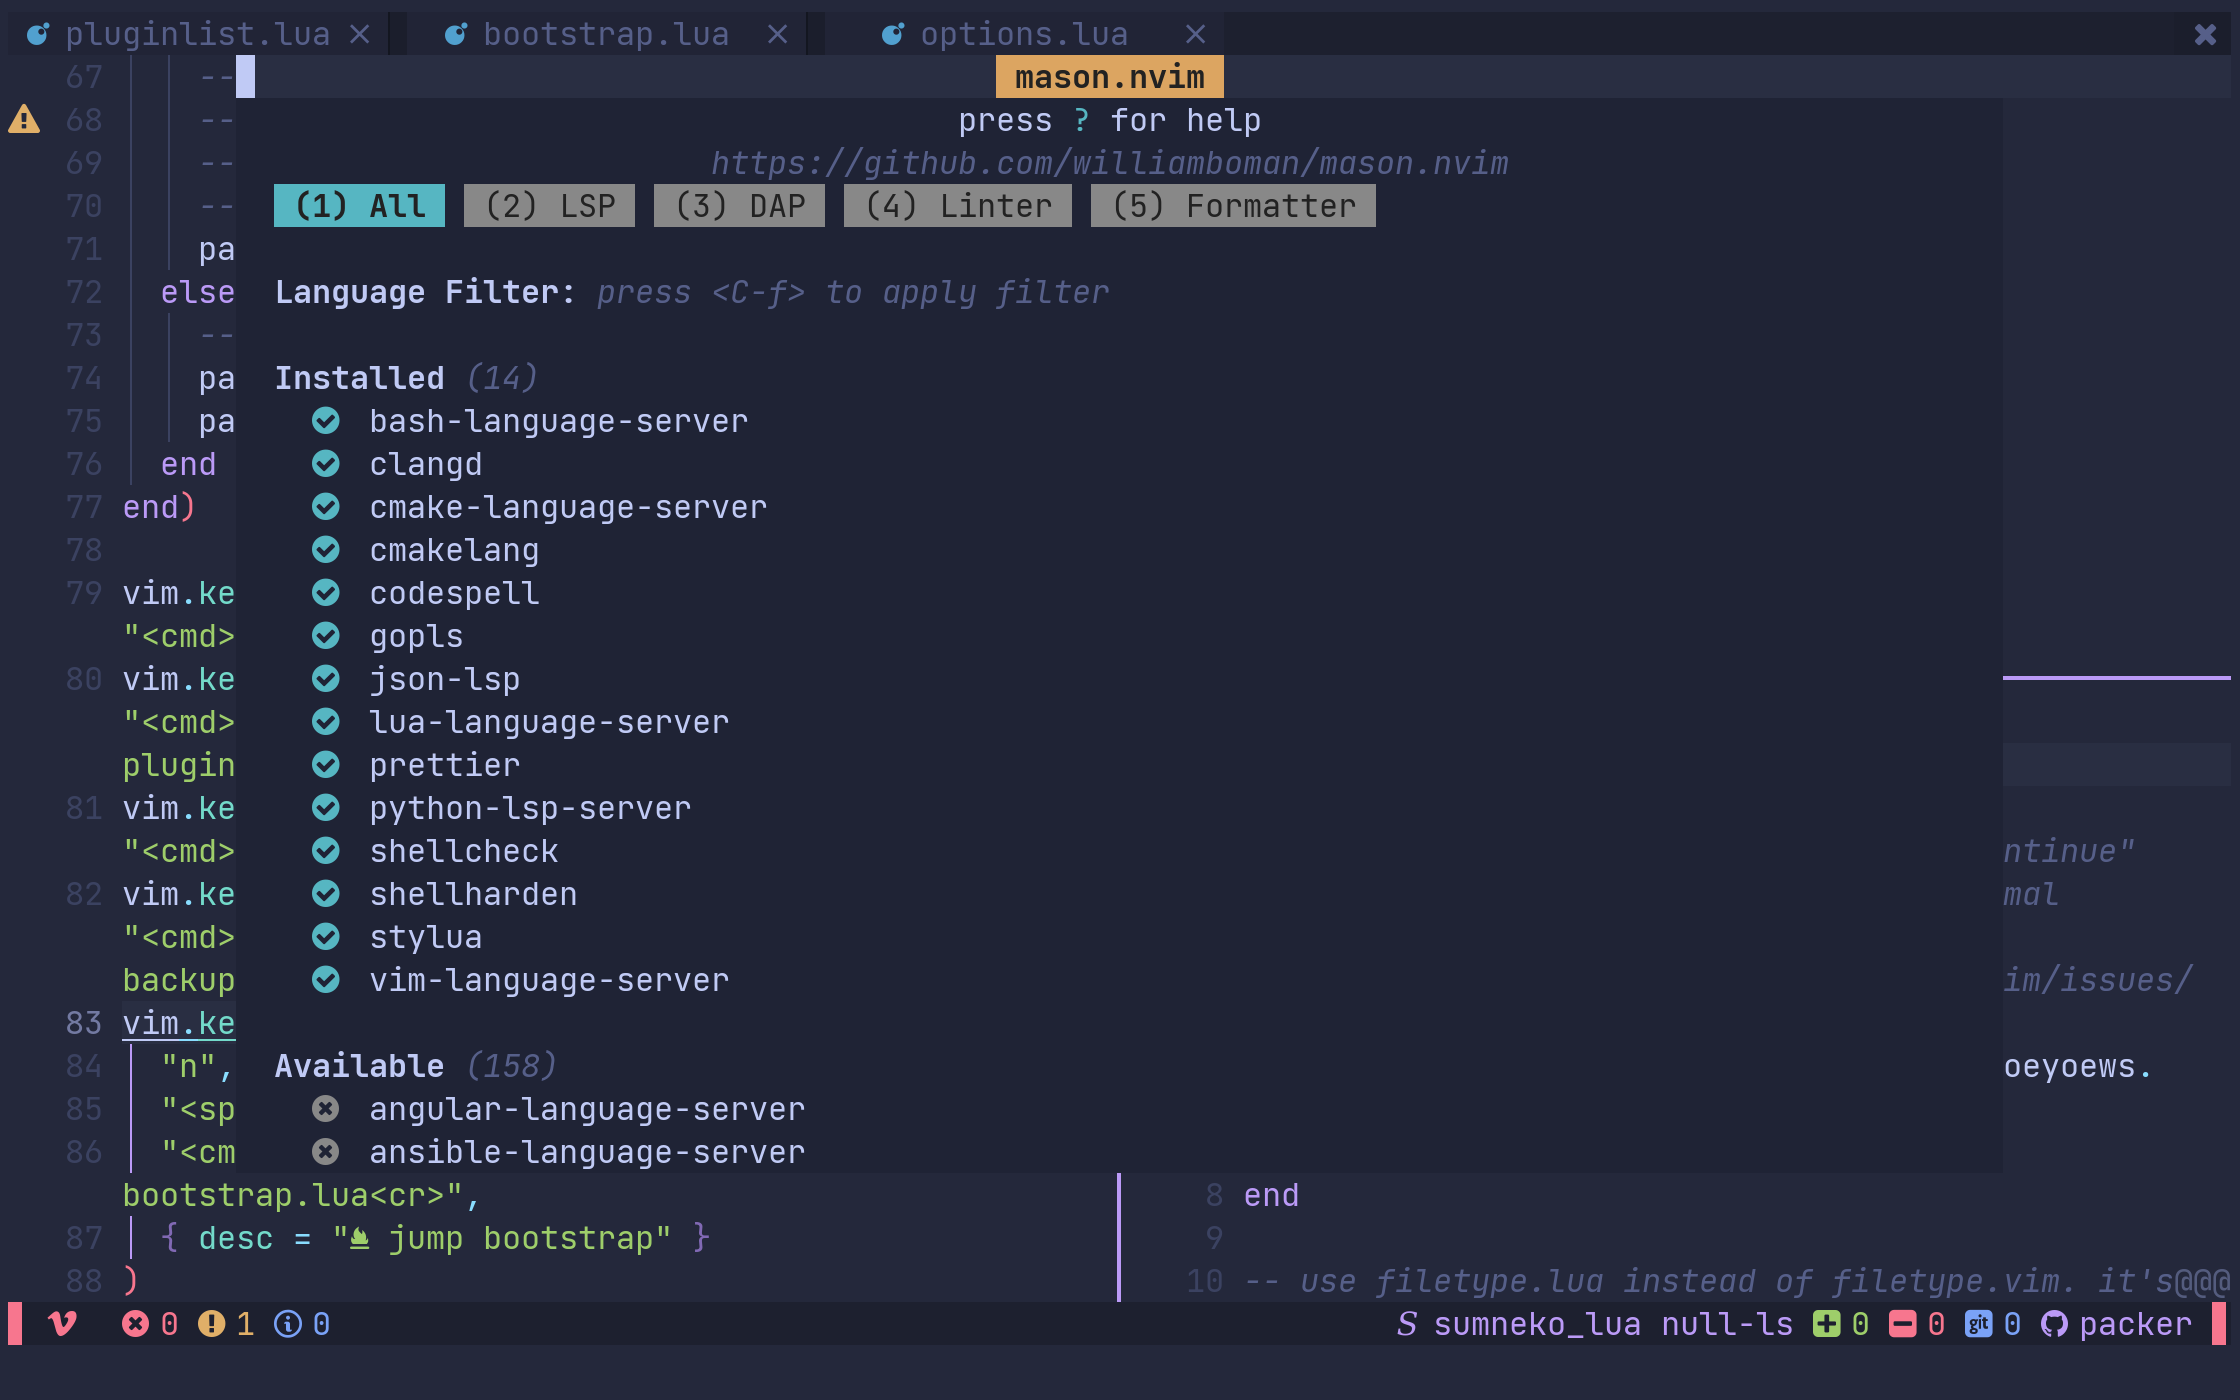 pluginlist.lua bootstrap.lua options.lua
67 -- mason.nvim
68 -- press ? for help
69 -- https://github.com/williamboman/mason.nvim
70 -- (1) All (2) LSP (3) DAP (4) Linter (5) Formatter
71 pa
72 else Language Filter: press <C-f> to apply filter
73 --
74 pa Installed (14)
75 pa bash-language-server
76 end clangd
77 end) cmake-language-server
78 cmakelang
79 vim.ke codespell
"<cmd> gopls
80 vim.ke json-lsp
"<cmd> lua-language-server
plugin prettier
81 vim.ke python-lsp-server
"<cmd> shellcheck ntinue"
82 vim.ke shellharden mal
"<cmd> stylua
backup vim-language-server im/issues/
83 vim.ke
84 "n", Available (158) oeyoews.
85 "<sp angular-language-server
86 "<cm ansible-language-server
bootstrap.lua<cr>", 8 end
87 { desc = " jump bootstrap" } 9
88 ) 10 -- use filetype.lua instead of filetype.vim. it's@@@
0 1 0 S sumneko_lua null-ls 0 0 git 0 packer